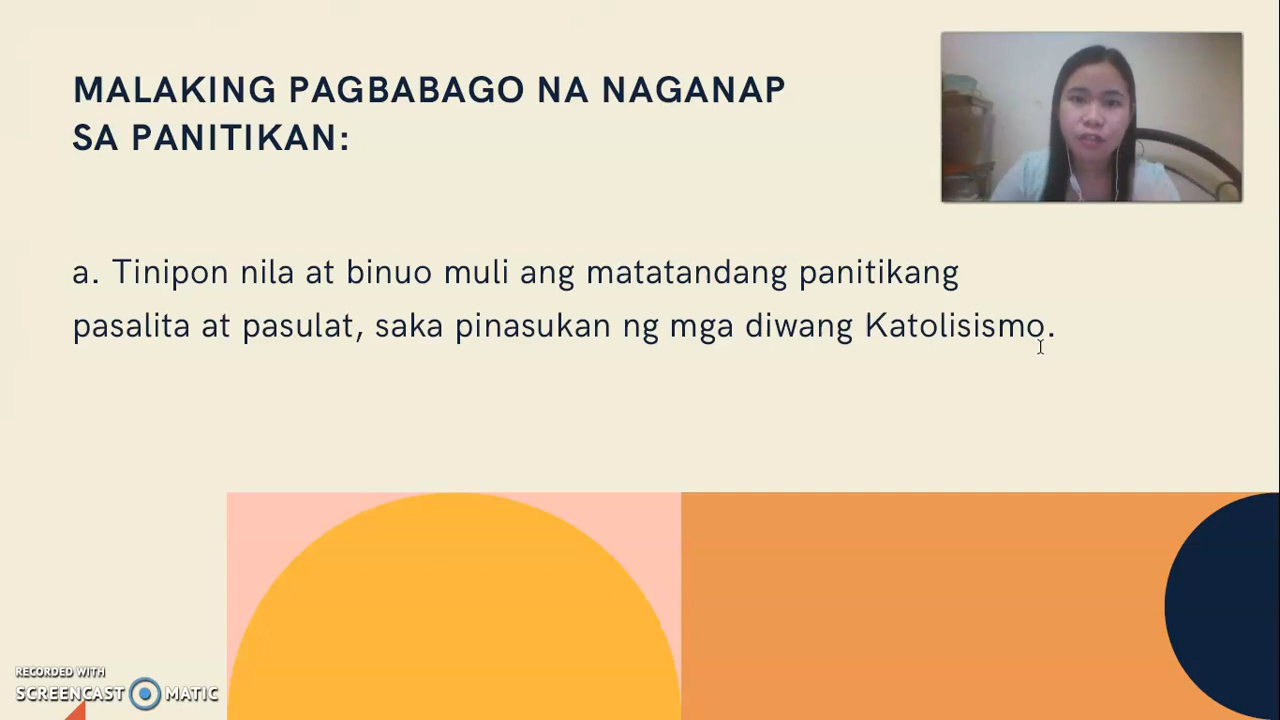 MALAKING PAGBABAGO NA NAGANAP
SA PANITIKAN:
a. Tinipon nila at binuo muli ang matatandang panitikang
pasalita at pasulat, saka pinasukan ng mga diwang Katolisismo.
RECORDED WITH
SCREENCAST MATIC